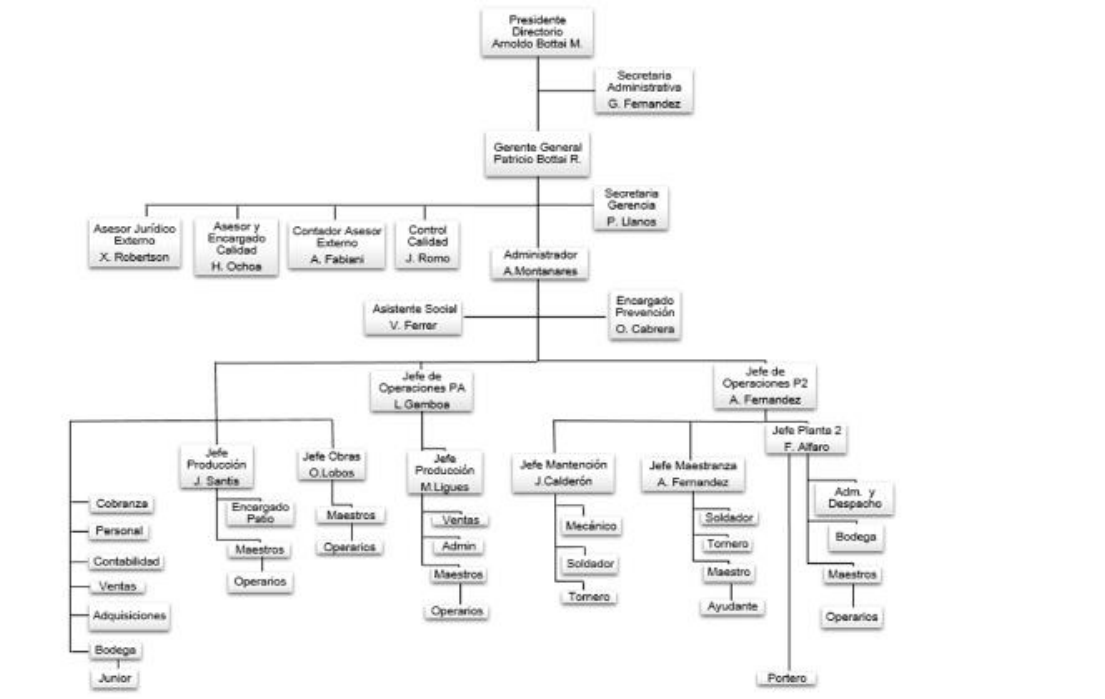 Presidente
Directorio
Arnoldo Bottai M.
Secretaria
Administrativa
G. Fernandez
Gerente General
Patricio Bottai R.
Secretaria
Gerencia
P. Llanos
Asesor Jurídico
Externo
X. Robertson
Asesor y
Encargado
Calidad
H. Ochoa
Contador Asesor
Externo
A. Fabiani
Control
Calidad
J. Romo
Administrador
A.Montanares
Asistente Social
V. Ferrer
Encargado
Prevención
O. Cabrera
Jefe de
Operaciones PA
L.Gamboa
Jefe de
Operaciones P2
A. Fernandez
Jefe
Producción
J. Santis
Jefe Obras
O.Lobos
Jefe
Producción
M.Ligues
Jefe Mantención
J.Calderón
Jefe Maestranza
A. Fernandez
Jefe Planta 2
F. Alfaro
Cobranza
Personal
Contabilidad
Ventas
Adquisiciones
Bodega
Junior
Encargado
Patio
Maestros
Operarios
Maestros
Operarios
Ventas
Admin
Maestros
Operarios
Mecánico
Soldador
Tornero
Soldador
Tornero
Maestro
Ayudante
Adm. y
Despacho
Bodega
Maestros
Operarios
Portero